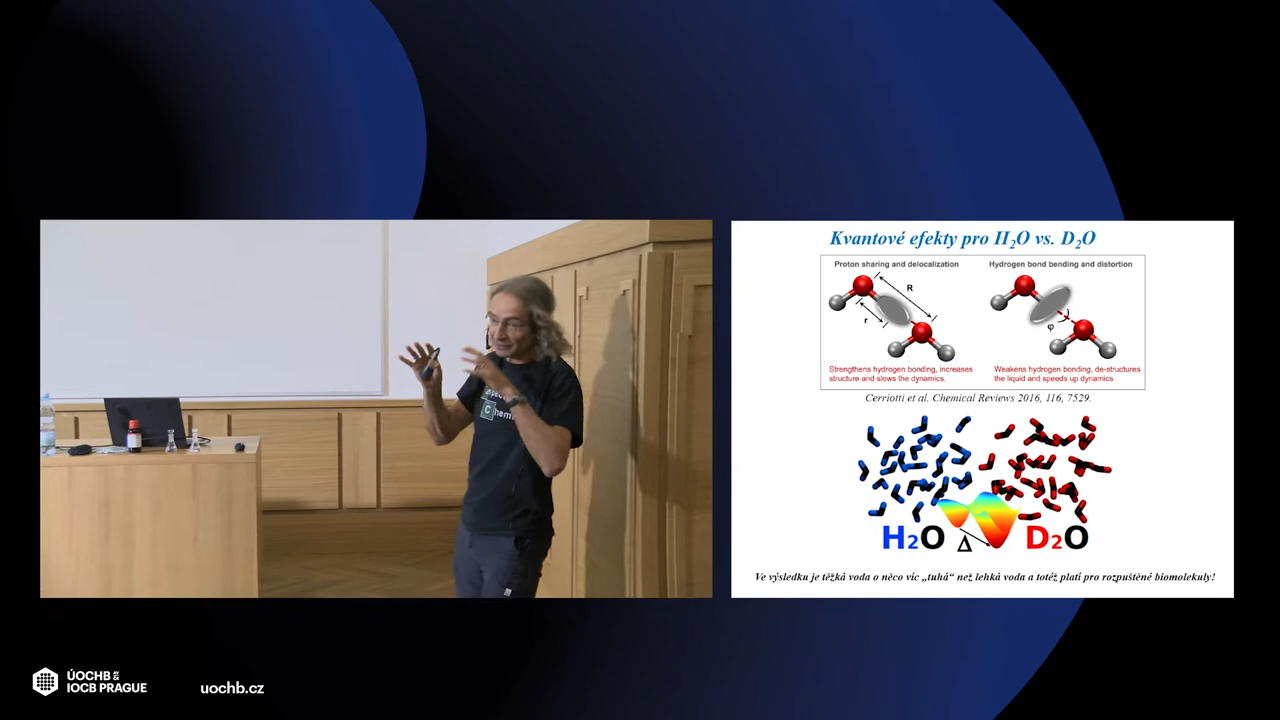 Kvantové efekty pro H₂O vs. D₂O
Proton sharing and delocalization
R
r
Strengthens hydrogen bonding, increases
structure and slows the dynamics.
Hydrogen bond bending and distortion
φ
Weakens hydrogen bonding, de-structures
the liquid and speeds up dynamics
Cerriotti et al. Chemical Reviews 2016, 116, 7529.
H₂O Δ D₂O
Ve výsledku je těžká voda o něco víc „tuhá“ než lehká voda a totéž platí pro rozpuštěné biomolekuly!
C
ÚOCHB
IOCB PRAGUE
uochb.cz